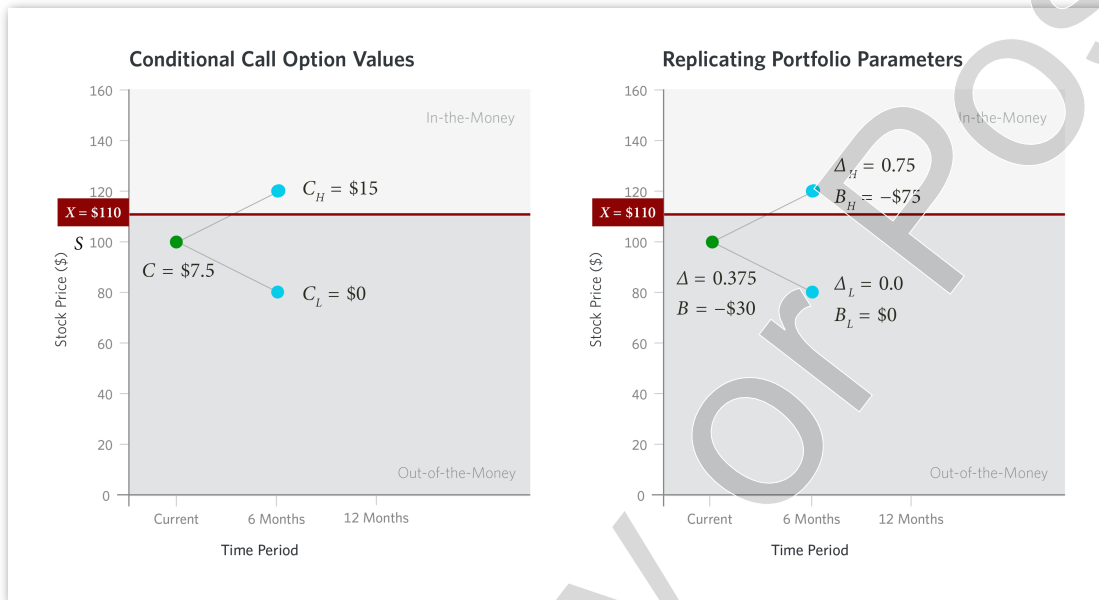 Conditional Call Option Values
160
In-the-Money
140
120
C_H = $15
X = $110
S 100
C = $7.5
80
C_L = $0
60
40
20
Out-of-the-Money
0
Stock Price ($)
Current
6 Months
12 Months
Time Period
Replicating Portfolio Parameters
160
In-the-Money
140
Δ_H = 0.75
120
B_H = −$75
X = $110
100
Δ = 0.375
Δ_L = 0.0
80
B = −$30
B_L = $0
60
40
20
Out-of-the-Money
0
Stock Price ($)
Current
6 Months
12 Months
Time Period
or Pos